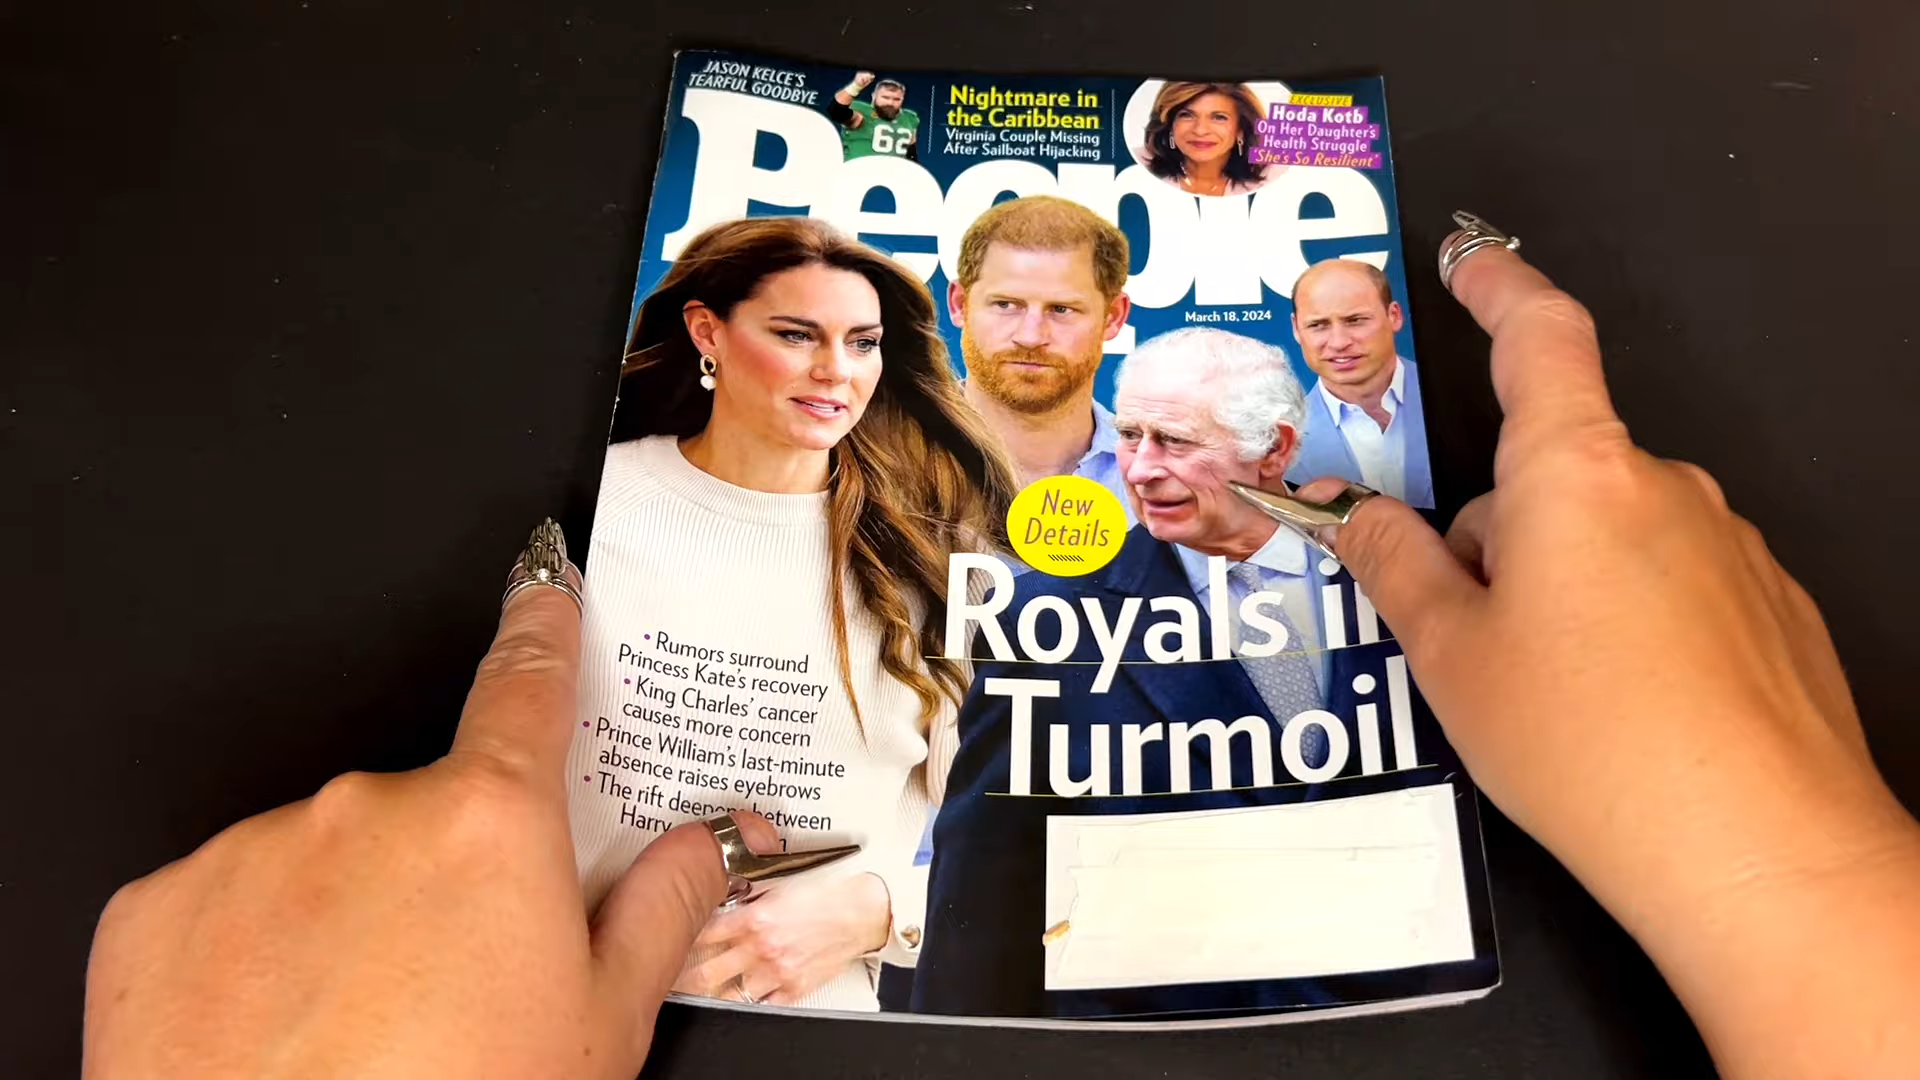 JASON KELCE'S
TEARFUL GOODBYE
62
Nightmare in
the Caribbean
Virginia Couple Missing
After Sailboat Hijacking
EXCLUSIVE
Hoda Kotb
On Her Daughter's
Health Struggle
'She's So Resilient'
People
March 18, 2024
New
Details
Royals in
Turmoil
• Rumors surround
Princess Kate's recovery
• King Charles' cancer
causes more concern
• Prince William's last-minute
absence raises eyebrows
• The rift deepens between
Harry